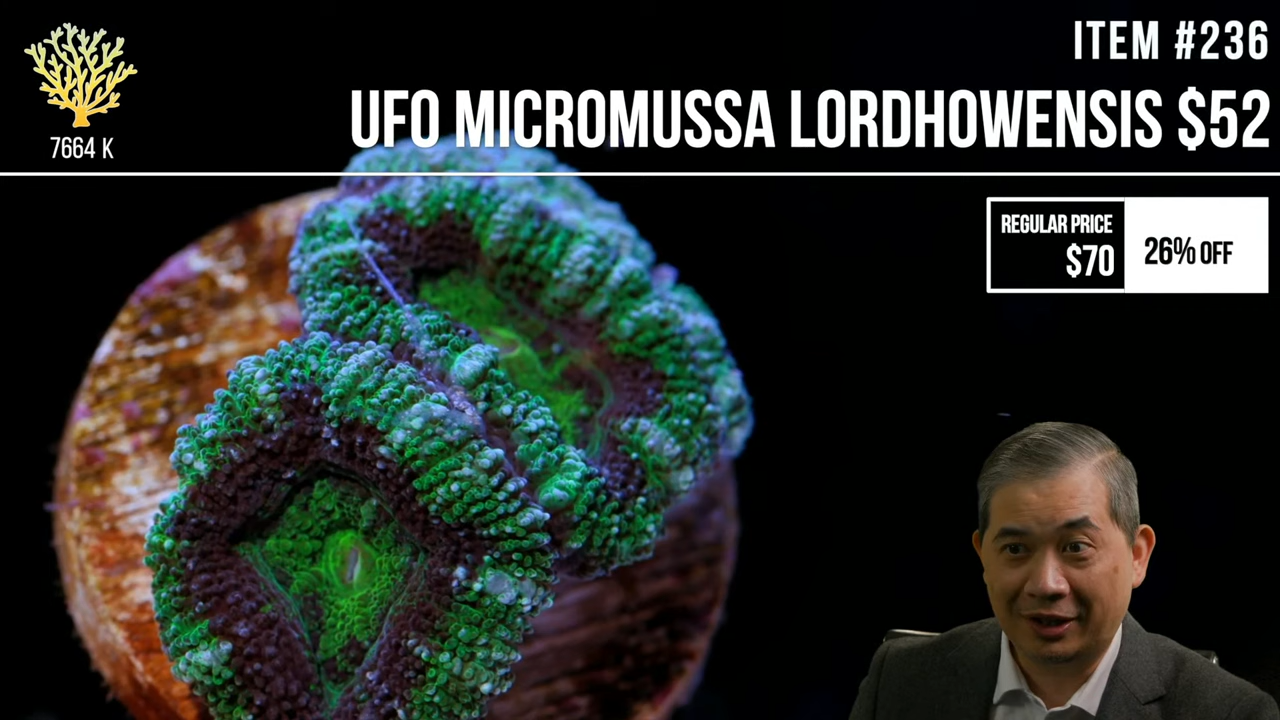 ITEM #236
UFO MICROMUSSA LORDHOWENSIS $52
7664 K
REGULAR PRICE
$70
26% OFF